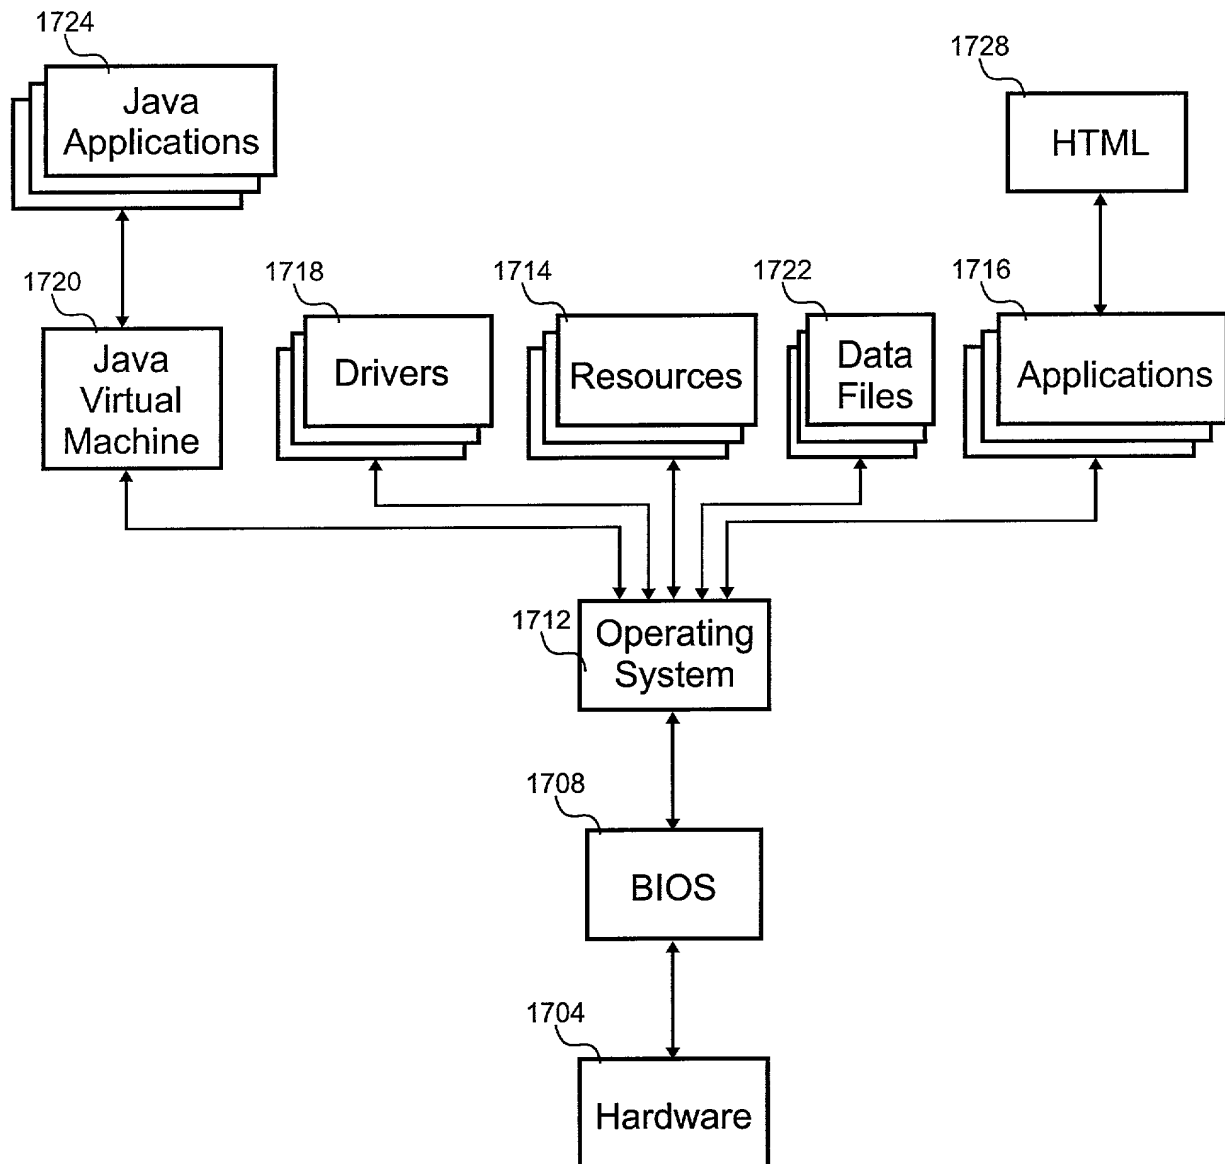 1724
Java
Applications
1728
HTML
1720
Java
Virtual
Machine
1718
Drivers
1714
Resources
1722
Data
Files
1716
Applications
1712
Operating
System
1708
BIOS
1704
Hardware